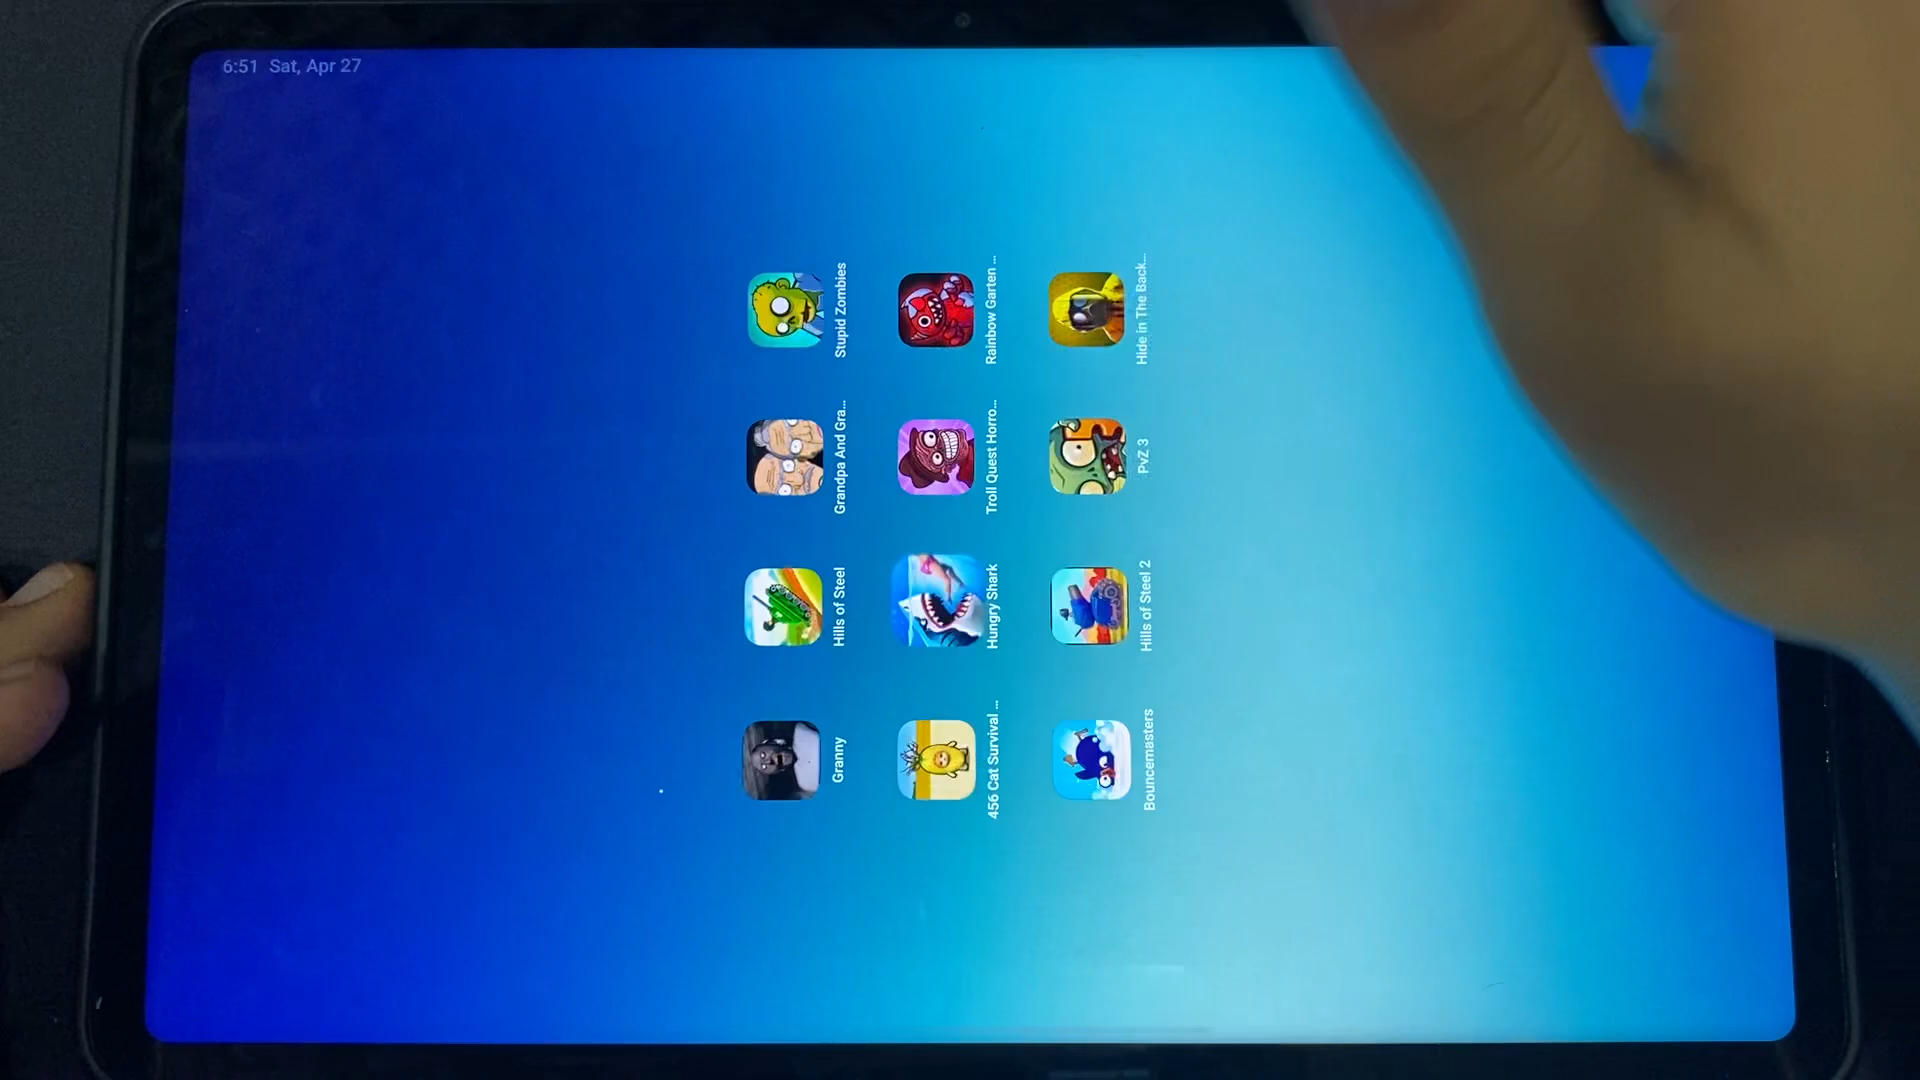 6:51 Sat, Apr 27
Stupid Zombies
Rainbow Garten ...
Hide in The Back...
Grandpa And Gra...
Troll Quest Horro...
PvZ 3
Hills of Steel
Hungry Shark
Hills of Steel 2
Granny
456 Cat Survival ...
Bouncemasters